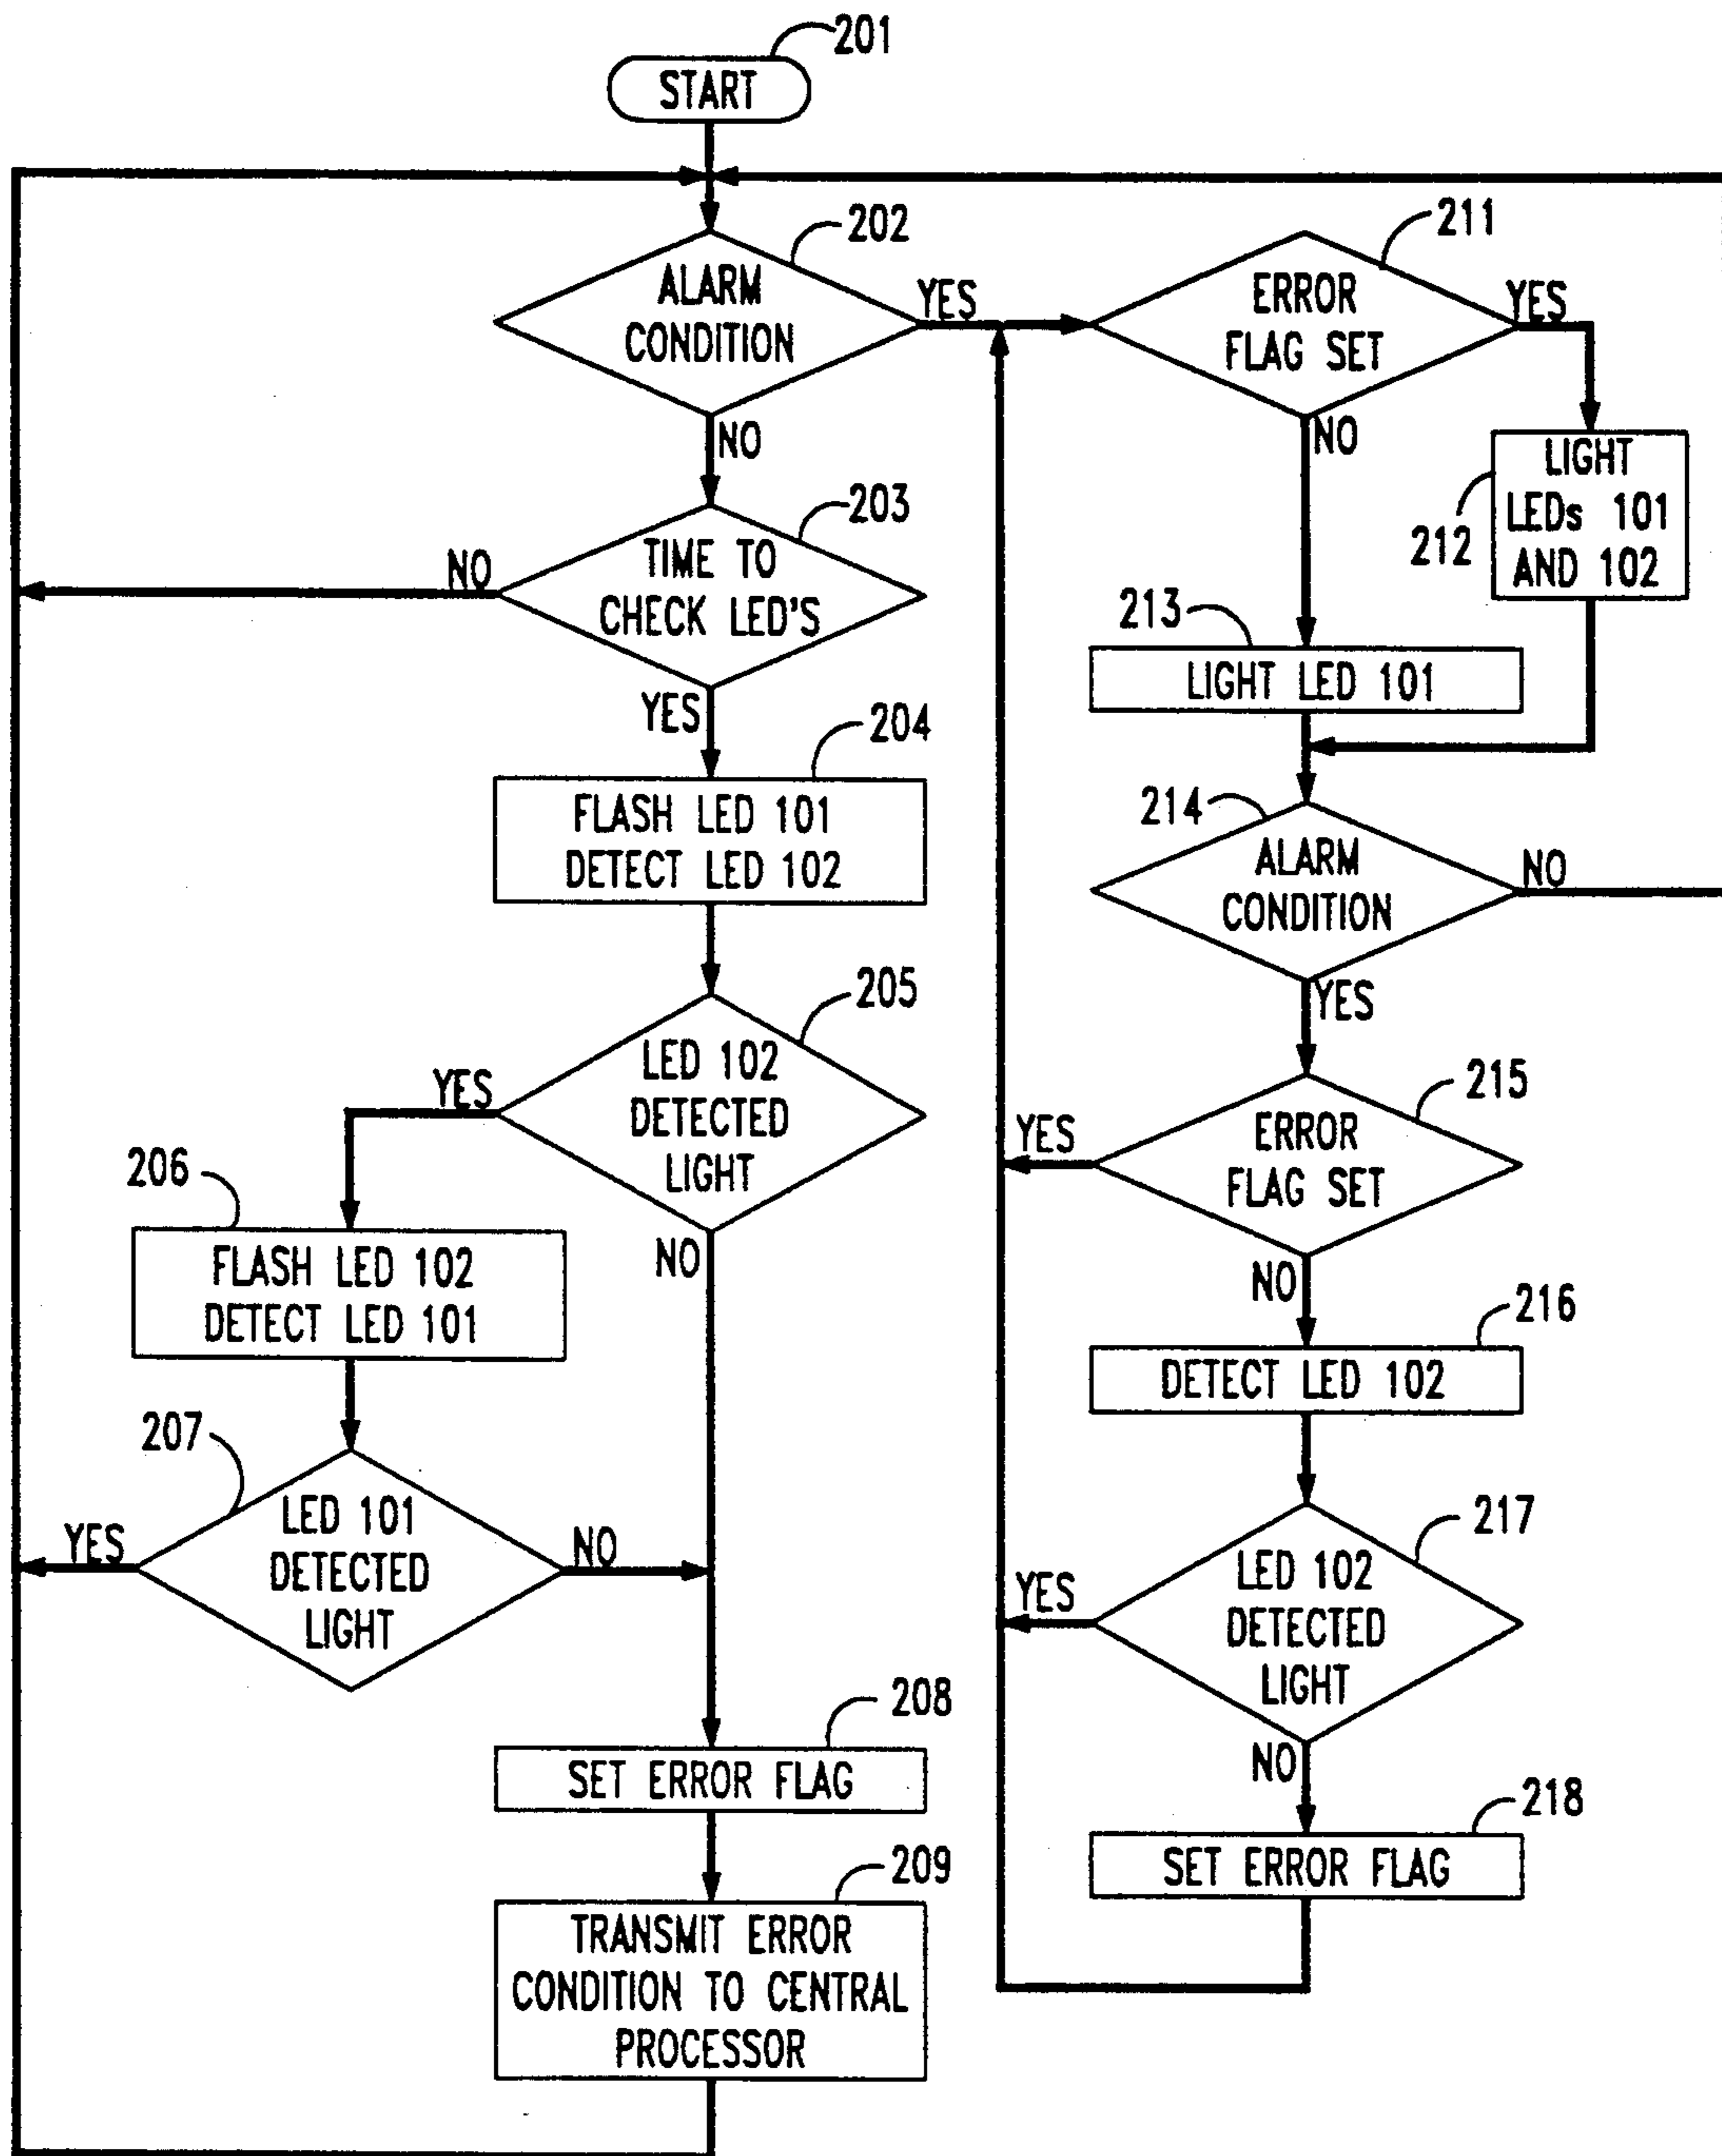 201
START
202
ALARM
CONDITION
YES
NO
203
TIME TO
CHECK LED'S
NO
YES
204
FLASH LED 101
DETECT LED 102
205
LED 102
DETECTED
LIGHT
YES
NO
206
FLASH LED 102
DETECT LED 101
207
LED 101
DETECTED
LIGHT
YES
NO
208
SET ERROR FLAG
209
TRANSMIT ERROR
CONDITION TO CENTRAL
PROCESSOR
211
ERROR
FLAG SET
YES
NO
212
LIGHT
LEDs 101
AND 102
213
LIGHT LED 101
214
ALARM
CONDITION
NO
YES
215
ERROR
FLAG SET
YES
NO
216
DETECT LED 102
217
LED 102
DETECTED
LIGHT
YES
NO
218
SET ERROR FLAG